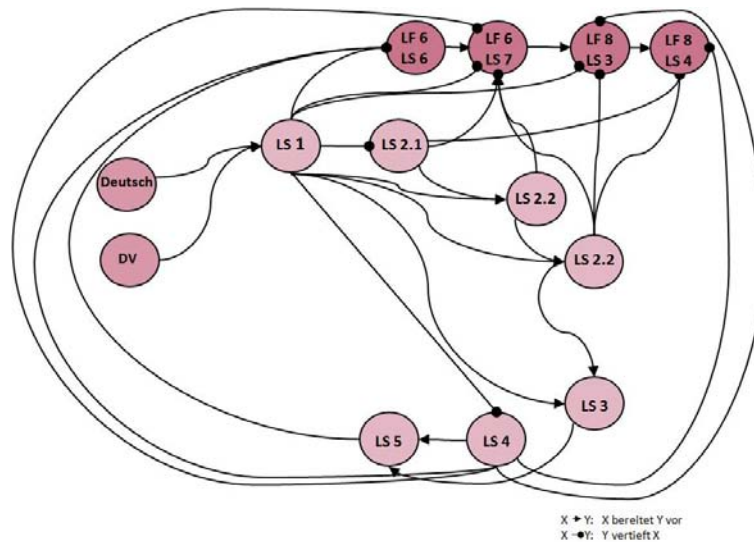 LF 6
LS 6
LF 6
LS 7
LF 8
LS 3
LF 8
LS 4
LS 1
LS 2.1
Deutsch
LS 2.2
DV
LS 2.2
LS 3
LS 5
LS 4
X Y: X bereitet Y vor
X Y: Y vertieft X